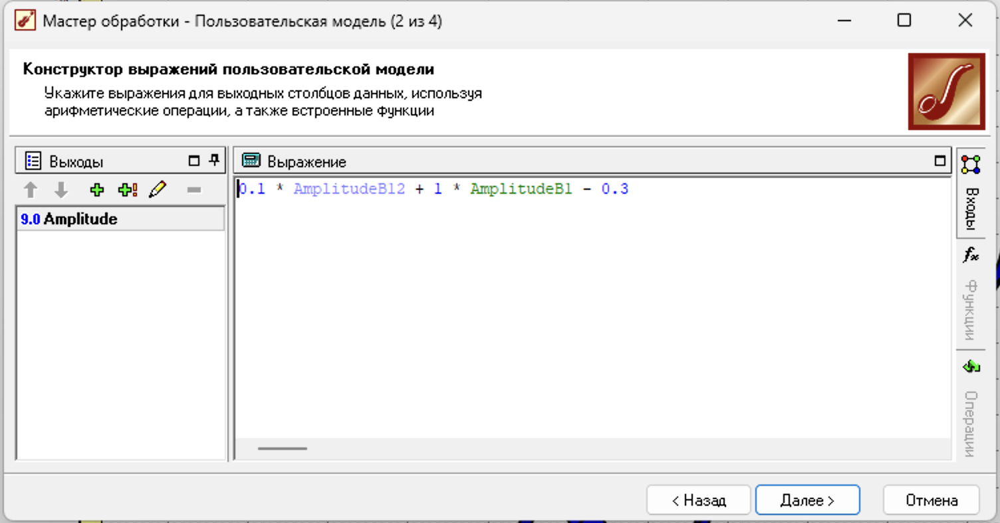 Мастер обработки - Пользовательская модель (2 из 4)
Конструктор выражений пользовательской модели
Укажите выражения для выходных столбцов данных, используя
арифметические операции, а также встроенные функции
Выходы
Выражение
9.0 Amplitude
0.1 * AmplitudeB12 + 1 * AmplitudeB1 - 0.3
Входы
Функции
Операции
< Назад
Далее >
Отмена